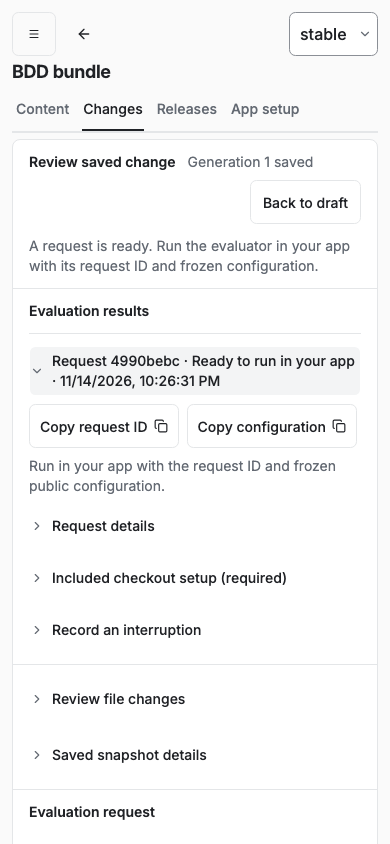 stable
BDD bundle
Content Changes Releases App setup
Review saved change Generation 1 saved
Back to draft
A request is ready. Run the evaluator in your app
with its request ID and frozen configuration.
Evaluation results
Request 4990bebc · Ready to run in your app
· 11/14/2026, 10:26:31 PM
Copy request ID Copy configuration
Run in your app with the request ID and frozen
public configuration.
Request details
Included checkout setup (required)
Record an interruption
Review file changes
Saved snapshot details
Evaluation request